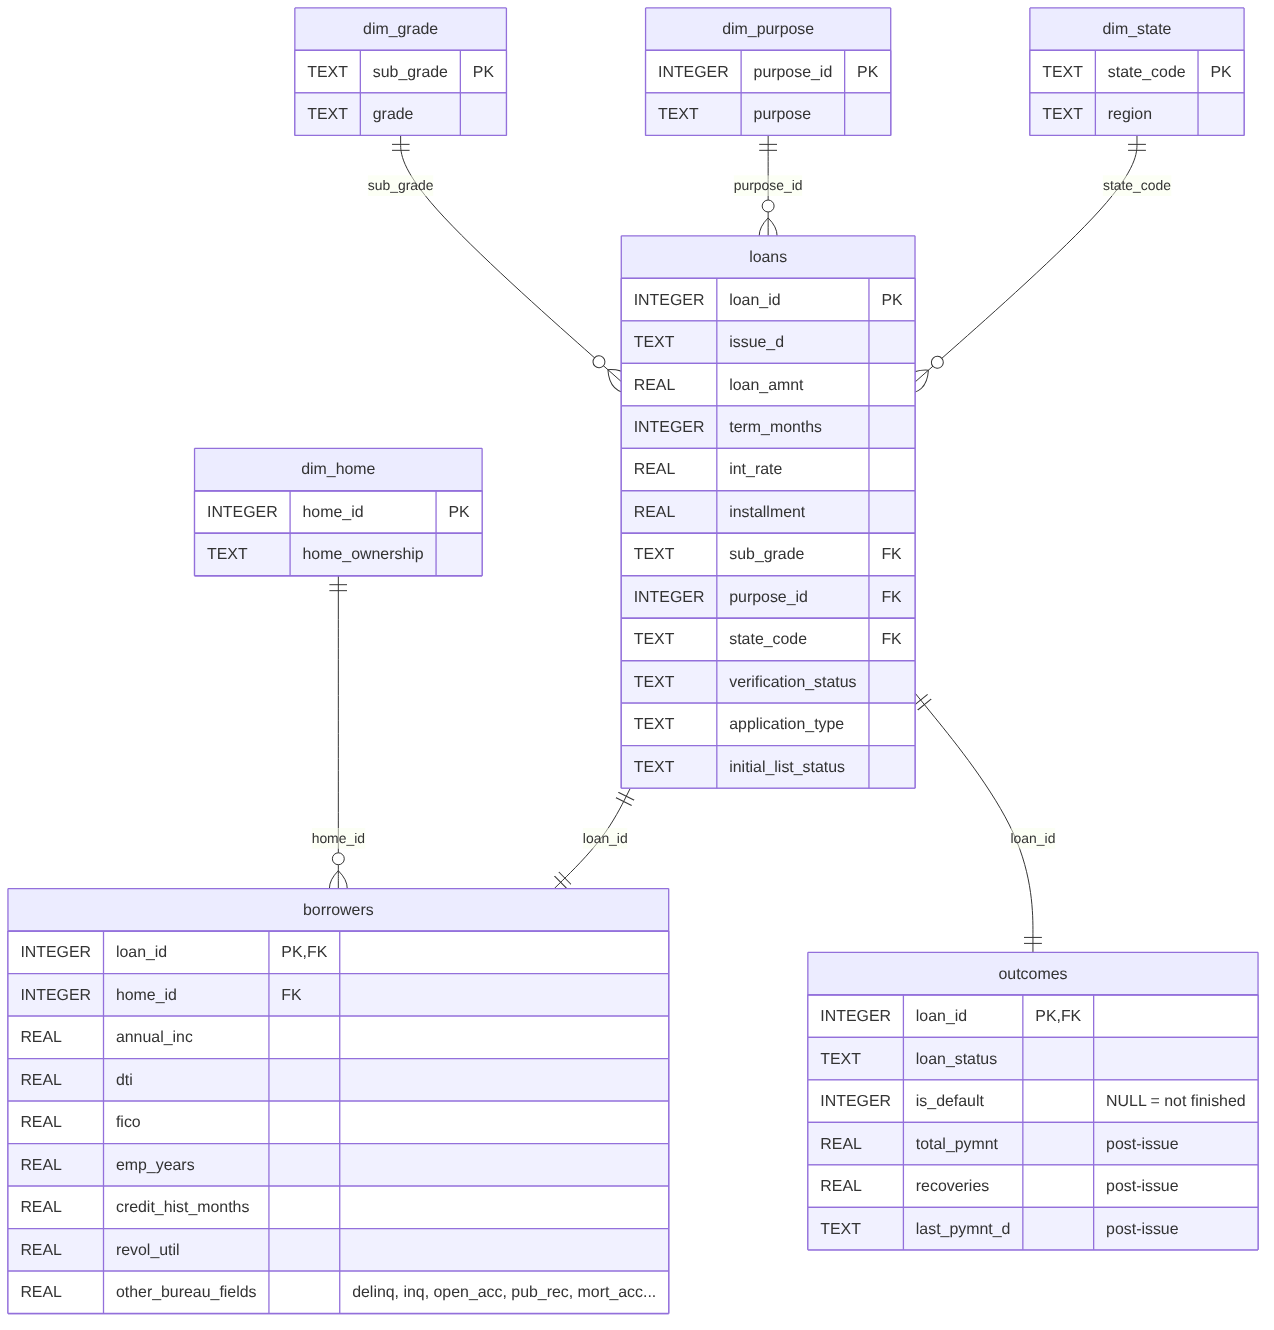 dim_grade
TEXT sub_grade PK
TEXT grade
dim_purpose
INTEGER purpose_id PK
TEXT purpose
dim_state
TEXT state_code PK
TEXT region
sub_grade
purpose_id
state_code
loans
INTEGER loan_id PK
TEXT issue_d
REAL loan_amnt
INTEGER term_months
REAL int_rate
REAL installment
TEXT sub_grade FK
INTEGER purpose_id FK
TEXT state_code FK
TEXT verification_status
TEXT application_type
TEXT initial_list_status
dim_home
INTEGER home_id PK
TEXT home_ownership
home_id
loan_id
loan_id
borrowers
INTEGER loan_id PK,FK
INTEGER home_id FK
REAL annual_inc
REAL dti
REAL fico
REAL emp_years
REAL credit_hist_months
REAL revol_util
REAL other_bureau_fields delinq, inq, open_acc, pub_rec, mort_acc...
outcomes
INTEGER loan_id PK,FK
TEXT loan_status
INTEGER is_default NULL = not finished
REAL total_pymnt post-issue
REAL recoveries post-issue
TEXT last_pymnt_d post-issue